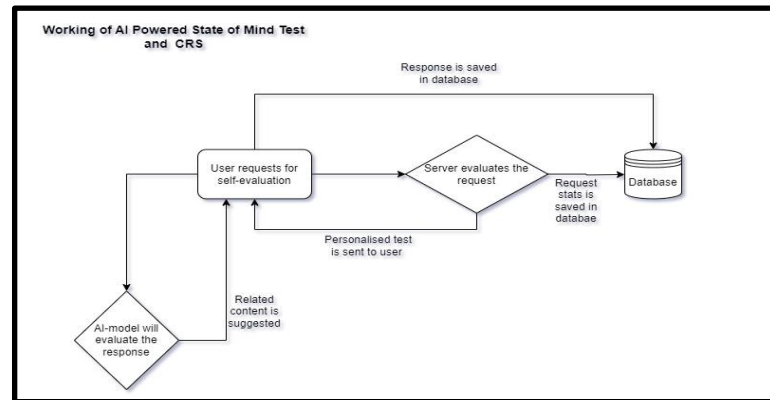 Working of AI Powered State of Mind Test
and CRS
Response is saved
in database
User requests for
self-evaluation
Server evaluates the
request
Database
Request
stats is
saved in
databae
Personalised test
is sent to user
Related
content is
suggested
AI-model will
evaluate the
response